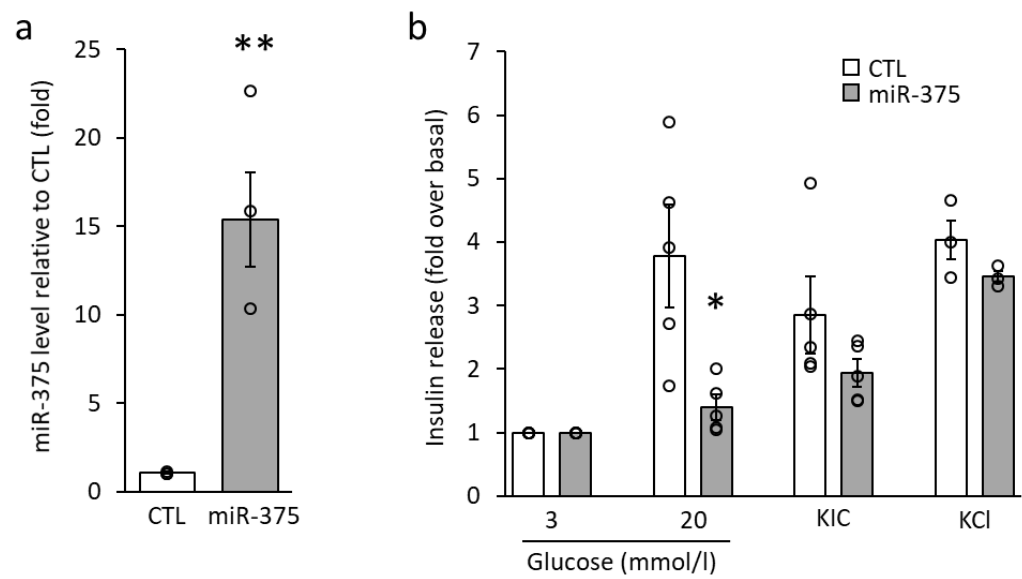 a
miR-375 level relative to CTL (fold)
25
20
15
10
5
0
**
CTL miR-375
b
Insulin release (fold over basal)
7
6
5
4
3
2
1
0
CTL
miR-375
*
3 20 KIC KCl
Glucose (mmol/l)